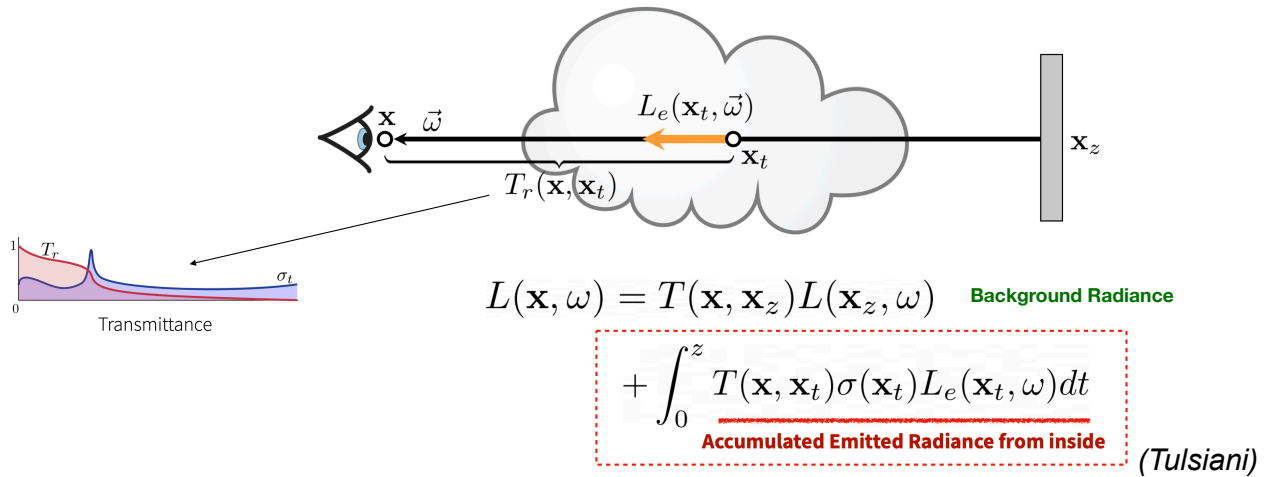 L_e(𝐱_t, ω⃗)
𝐱
ω⃗
𝐱_t
𝐱_z
T_r(𝐱, 𝐱_t)
1
T_r
σ_t
0
Transmittance
L(𝐱, ω) = T(𝐱, 𝐱_z)L(𝐱_z, ω)
Background Radiance
+ ∫_0^z T(𝐱, 𝐱_t)σ(𝐱_t)L_e(𝐱_t, ω)dt
Accumulated Emitted Radiance from inside
(Tulsiani)